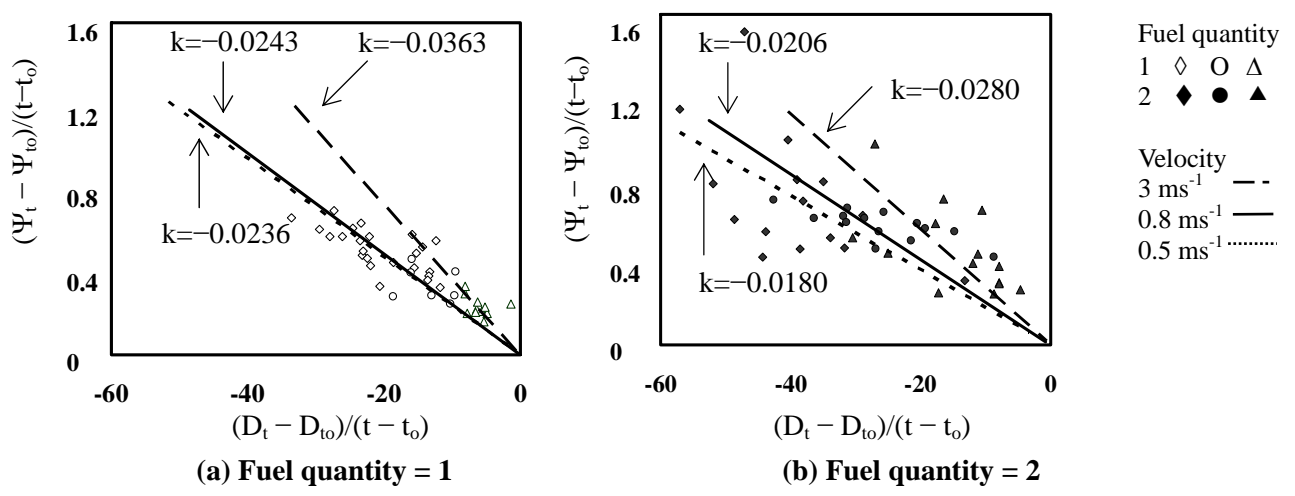 1.6
1.2
0.8
0.4
0
(Ψt − Ψto)/(t−to)
k=−0.0243
k=−0.0363
k=−0.0236
-60
-40
-20
0
(Dt − Dto)/(t − to)
(a) Fuel quantity = 1
1.6
1.2
0.8
0.4
0
(Ψt − Ψto)/(t−to)
k=−0.0206
k=−0.0280
k=−0.0180
-60
-40
-20
0
(Dt − Dto)/(t − to)
(b) Fuel quantity = 2
Fuel quantity
1
2
Velocity
3 ms-1
0.8 ms-1
0.5 ms-1